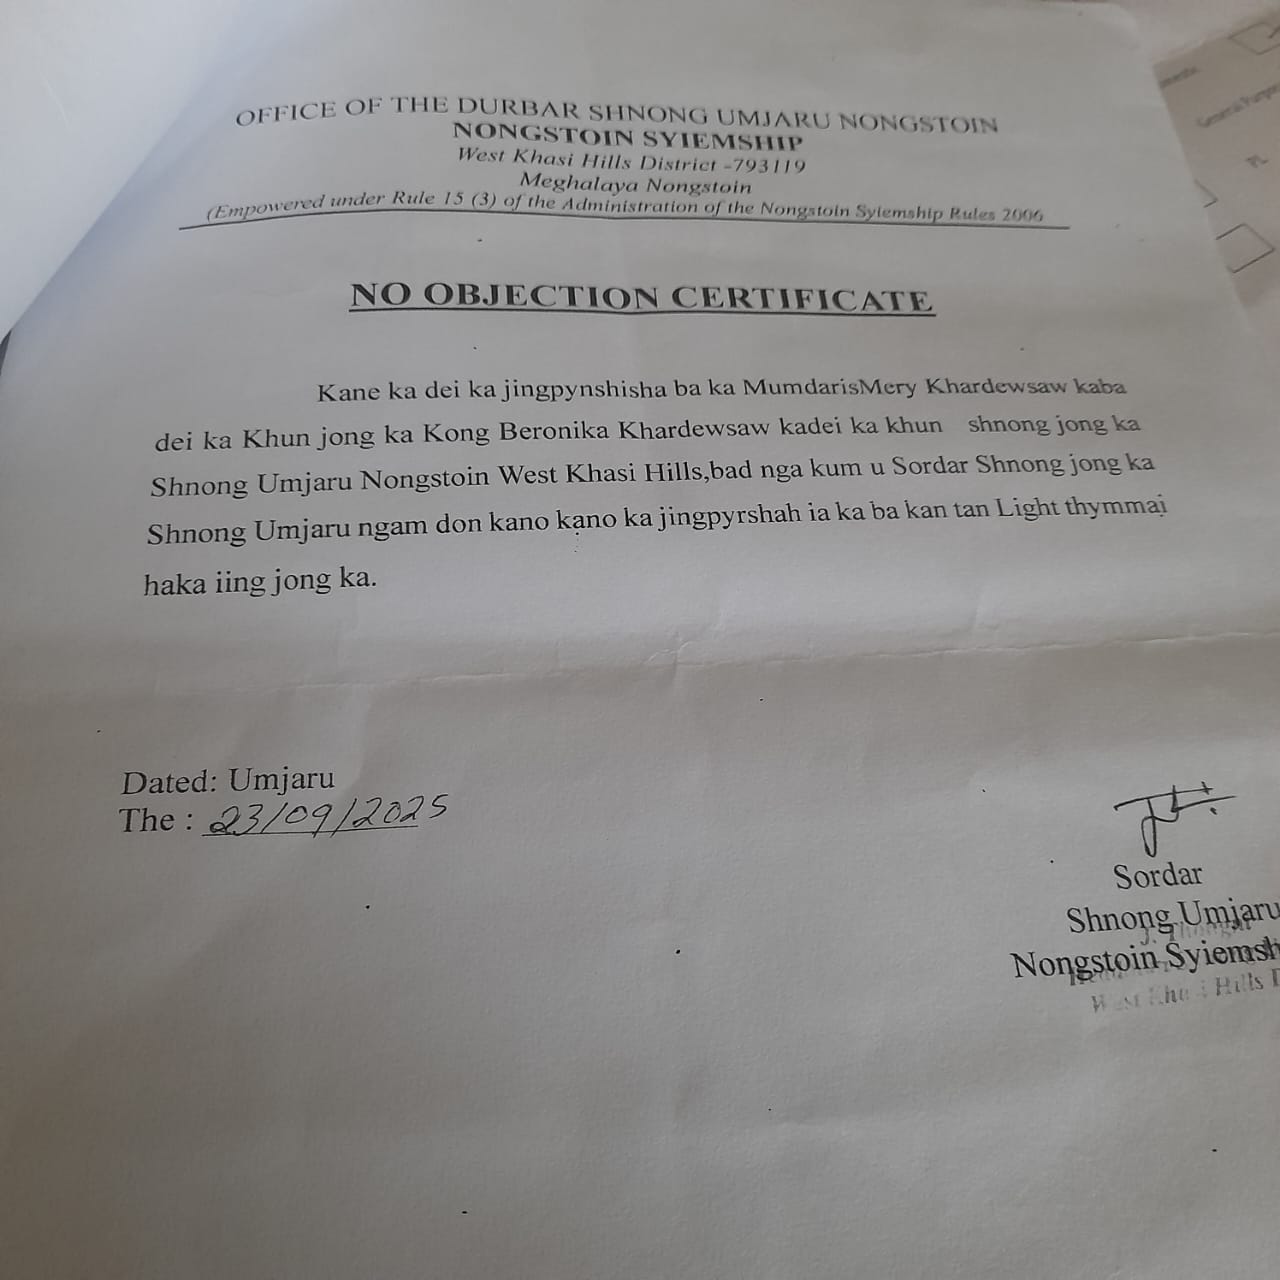 OFFICE OF THE DURBAR SHNONG UMJARU NONGSTOIN
NONGSTOIN SYIEMSHIP
West Khasi Hills District -793119
Meghalaya Nongstoin
(Empowered under Rule 15 (3) of the Administration of the Nongstoin Syiemship Rules 2006
NO OBJECTION CERTIFICATE
Kane ka dei ka jingpynshisha ba ka MumdarisMery Khardewsaw kaba
dei ka Khun jong ka Kong Beronika Khardewsaw kadei ka khun shnong jong ka
Shnong Umjaru Nongstoin West Khasi Hills,bad nga kum u Sordar Shnong jong ka
Shnong Umjaru ngam don kano kano ka jingpyrshah ia ka ba kan tan Light thymmai
haka iing jong ka.
Dated: Umjaru
The : 23/09/2025
Sordar
Shnong Umjaru
Nongstoin Syiemsh
Hills